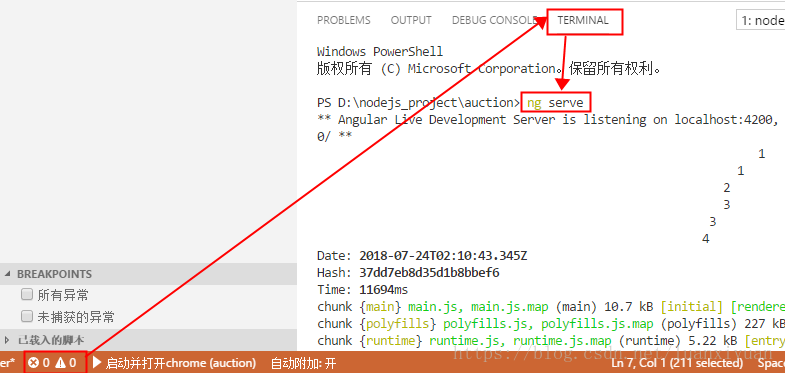 PROBLEMS OUTPUT DEBUG CONSOLE TERMINAL 1: node
Windows PowerShell
版权所有 (C) Microsoft Corporation。保留所有权利。
PS D:\nodejs_project\auction> ng serve
** Angular Live Development Server is listening on localhost:4200,
0/ **
1
1
2
3
3
4
Date: 2018-07-24T02:10:43.345Z
Hash: 37dd7eb8d35d1b8bbef6
Time: 11694ms
chunk {main} main.js, main.js.map (main) 10.7 kB [initial] [rendere
chunk {polyfills} polyfills.js, polyfills.js.map (polyfills) 227 kB
chunk {runtime} runtime.js, runtime.js.map (runtime) 5.22 kB [entry
BREAKPOINTS
所有异常
未捕获的异常
已载入的脚本
er* 0 0 启动并打开chrome (auction) 自动附加: 开 Ln 7, Col 1 (211 selected) Spac